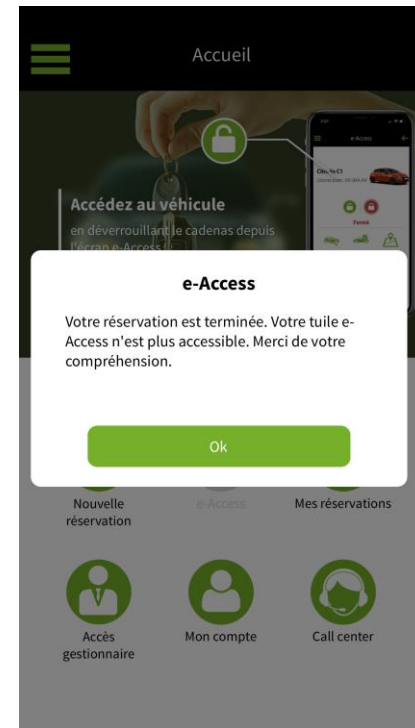 Accueil
e-Access
Accédez au véhicule
en déverrouillant le cadenas depuis
l'écran e-Access
Fermé
e-Access
Votre réservation est terminée. Votre tuile e-
Access n'est plus accessible. Merci de votre
compréhension.
Ok
Nouvelle
réservation
e-Access
Mes réservations
Accès
gestionnaire
Mon compte
Call center